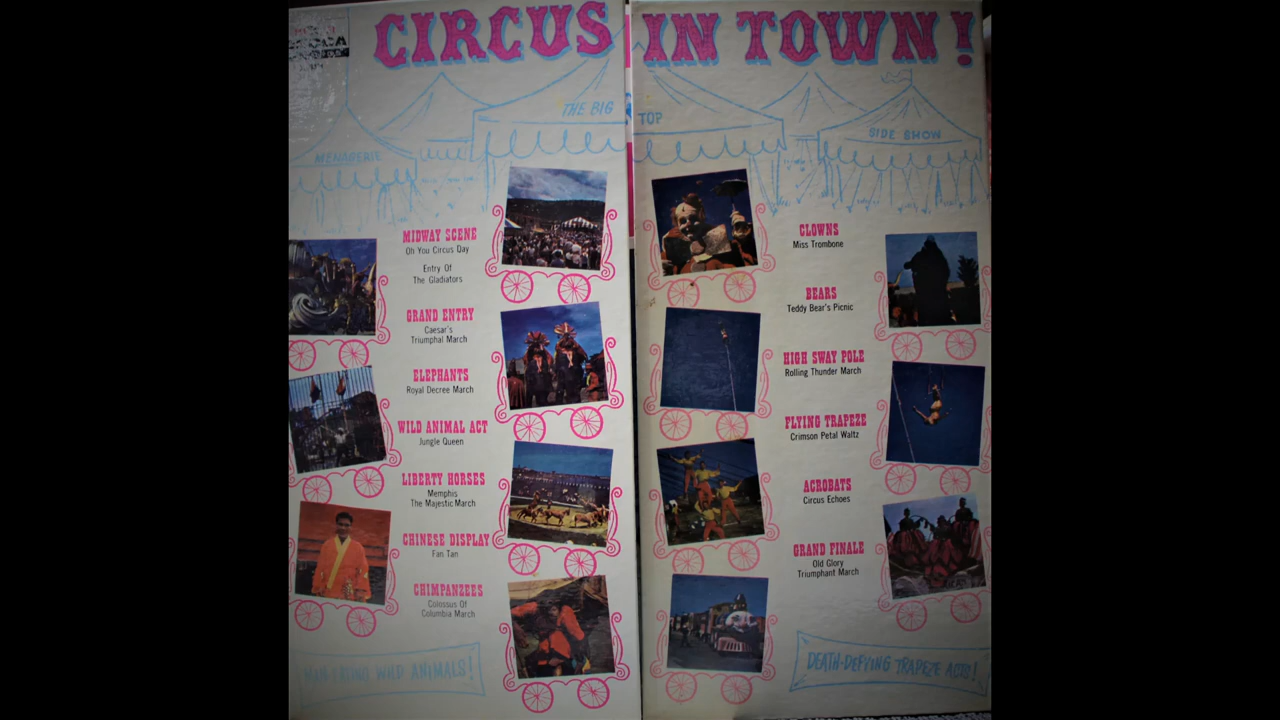 CIRCUS IN TOWN!
MENAGERIE
THE BIG TOP
SIDE SHOW
MIDWAY SCENE
Oh You Circus Day
Entry Of
The Gladiators
GRAND ENTRY
Caesar's
Triumphal March
ELEPHANTS
Royal Decree March
WILD ANIMAL ACT
Jungle Queen
LIBERTY HORSES
Memphis
The Majestic March
CHINESE DISPLAY
Fan Tan
CHIMPANZEES
Colossus Of
Columbia March
WILD ANIMALS!
CLOWNS
Miss Trombone
BEARS
Teddy Bear's Picnic
HIGH SWAY POLE
Rolling Thunder March
FLYING TRAPEZE
Crimson Petal Waltz
ACROBATS
Circus Echoes
GRAND FINALE
Old Glory
Triumphant March
DEATH-DEFYING TRAPEZE ACTS!